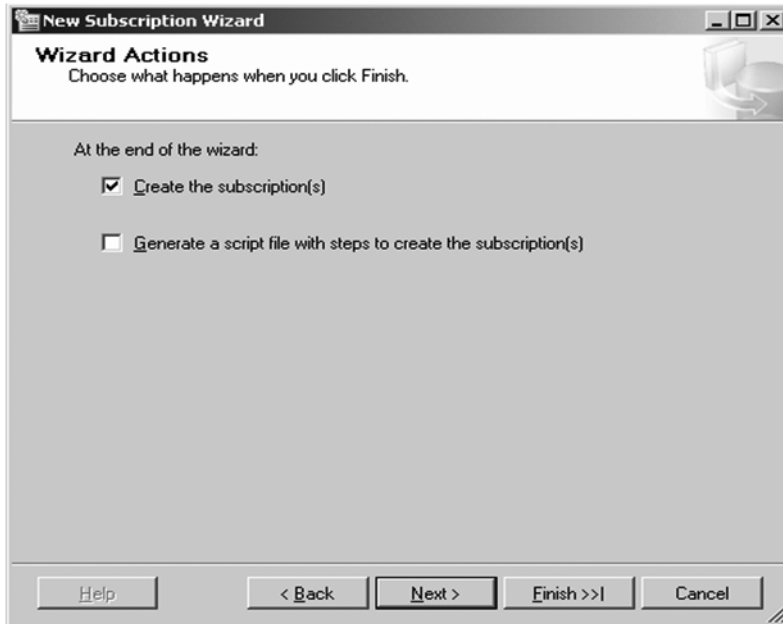 New Subscription Wizard
Wizard Actions
Choose what happens when you click Finish.
At the end of the wizard:
Create the subscription(s)
Generate a script file with steps to create the subscription(s)
Help
< Back
Next >
Finish >>|
Cancel